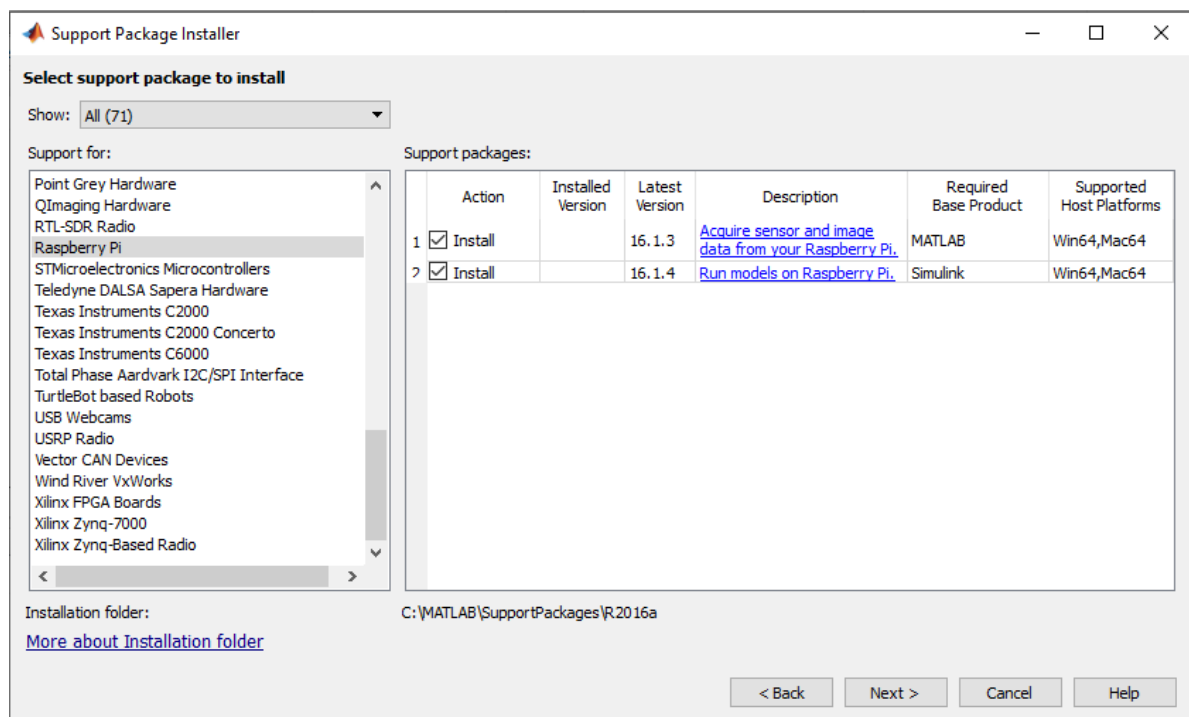 Support Package Installer
Select support package to install
Show: All (71)
Support for:
Point Grey Hardware
QImaging Hardware
RTL-SDR Radio
Raspberry Pi
STMicroelectronics Microcontrollers
Teledyne DALSA Sapera Hardware
Texas Instruments C2000
Texas Instruments C2000 Concerto
Texas Instruments C6000
Total Phase Aardvark I2C/SPI Interface
TurtleBot based Robots
USB Webcams
USRP Radio
Vector CAN Devices
Wind River VxWorks
Xilinx FPGA Boards
Xilinx Zynq-7000
Xilinx Zynq-Based Radio
Support packages:
Action
Installed
Version
Latest
Version
Description
Required
Base Product
Supported
Host Platforms
1 Install 16.1.3 Acquire sensor and image
data from your Raspberry Pi. MATLAB Win64,Mac64
2 Install 16.1.4 Run models on Raspberry Pi. Simulink Win64,Mac64
Installation folder: C:\MATLAB\SupportPackages\R2016a
More about Installation folder
< Back Next > Cancel Help